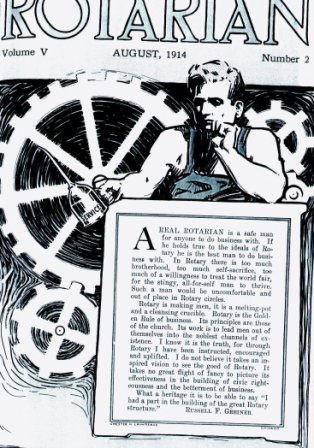 ROTARIAN
Volume V AUGUST, 1914 Number 2
SERVICE
A REAL ROTARIAN is a safe man
for anyone to do business with. If
he holds true to the ideals of Ro-
tary he is the best man to do busi-
ness with. In Rotary there is too much
brotherhood, too much self-sacrifice, too
much of a willingness to treat the world fair,
for the stingy, all-for-self man to thrive.
Such a man would be uncomfortable and
out of place in Rotary circles.
Rotary is making men, it is a melting-pot
and a cleansing crucible. Rotary is the Gold-
en Rule of business. Its principles are those
of the church. Its work is to lead men out of
themselves into the noblest channels of ex-
istence. I know it is the truth, for through
Rotary I have been instructed, encouraged
and uplifted. I do not believe it takes an in-
spired vision to see the good of Rotary. It
takes no great flight of fancy to picture its
effectiveness in the building of civic right-
eousness and the betterment of business.
What a heritage it is to be able to say "I
had a part in the building of the great Rotary
structure." RUSSELL F. GREINER.
CHESTER H. LAWRENCE CHICAGO